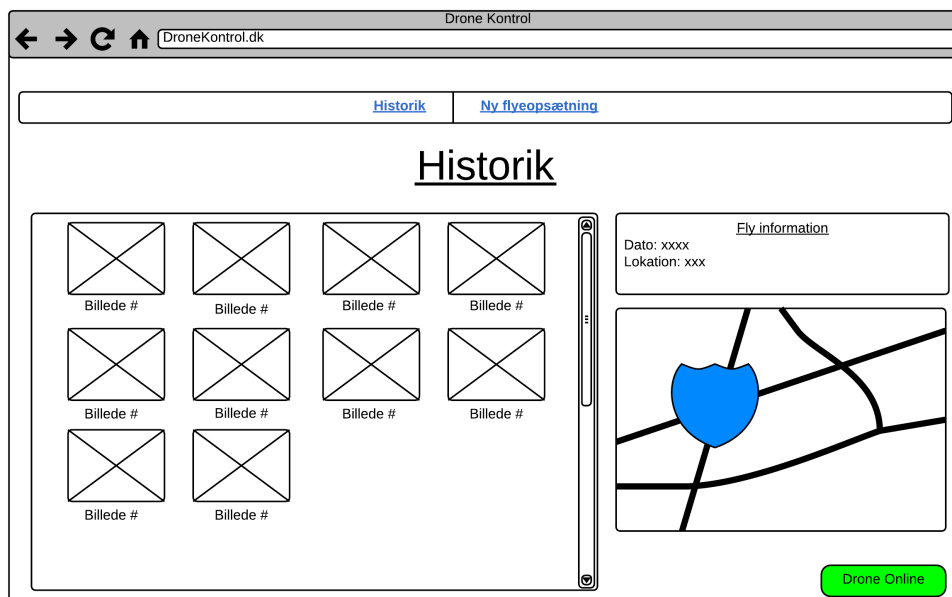 Drone Kontrol
DroneKontrol.dk
Historik
Ny flyeopsætning
Historik
Billede #
Billede #
Billede #
Billede #
Billede #
Billede #
Billede #
Billede #
Billede #
Billede #
Fly information
Dato: xxxx
Lokation: xxx
Drone Online